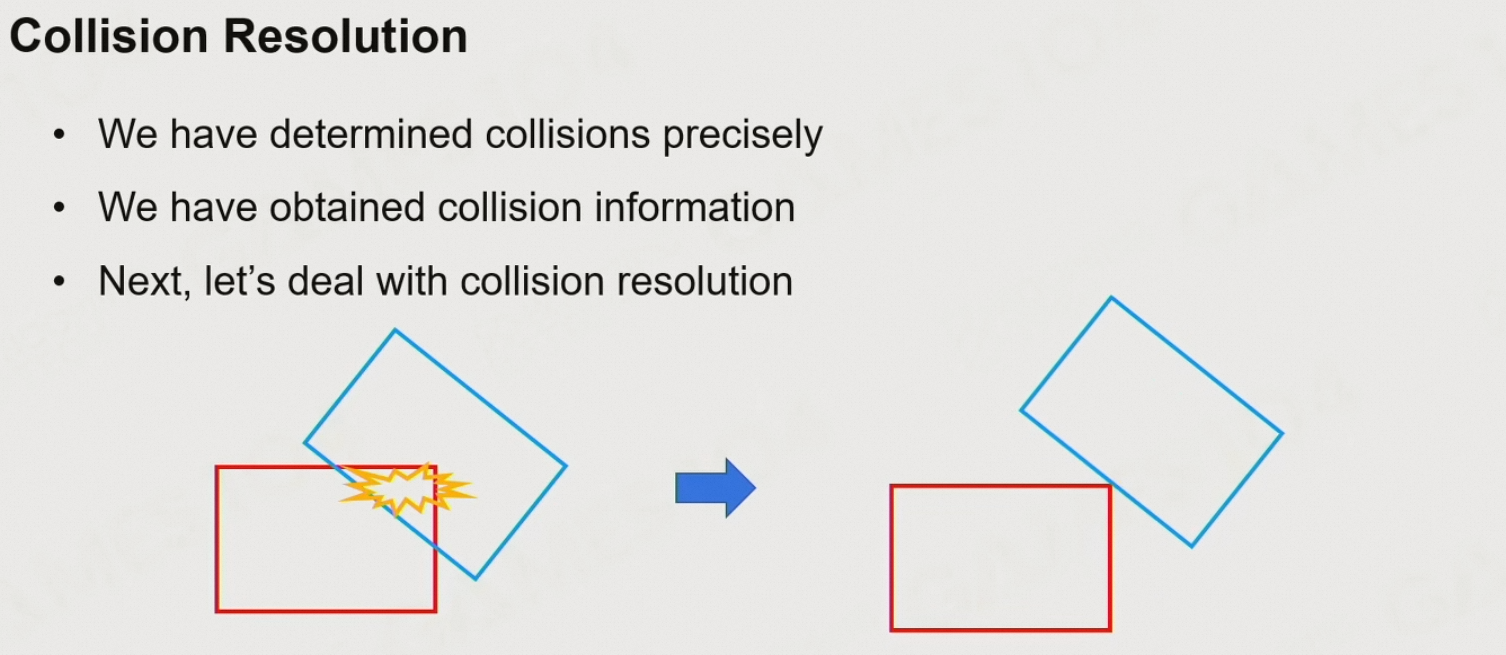 Collision Resolution
• We have determined collisions precisely
• We have obtained collision information
• Next, let’s deal with collision resolution